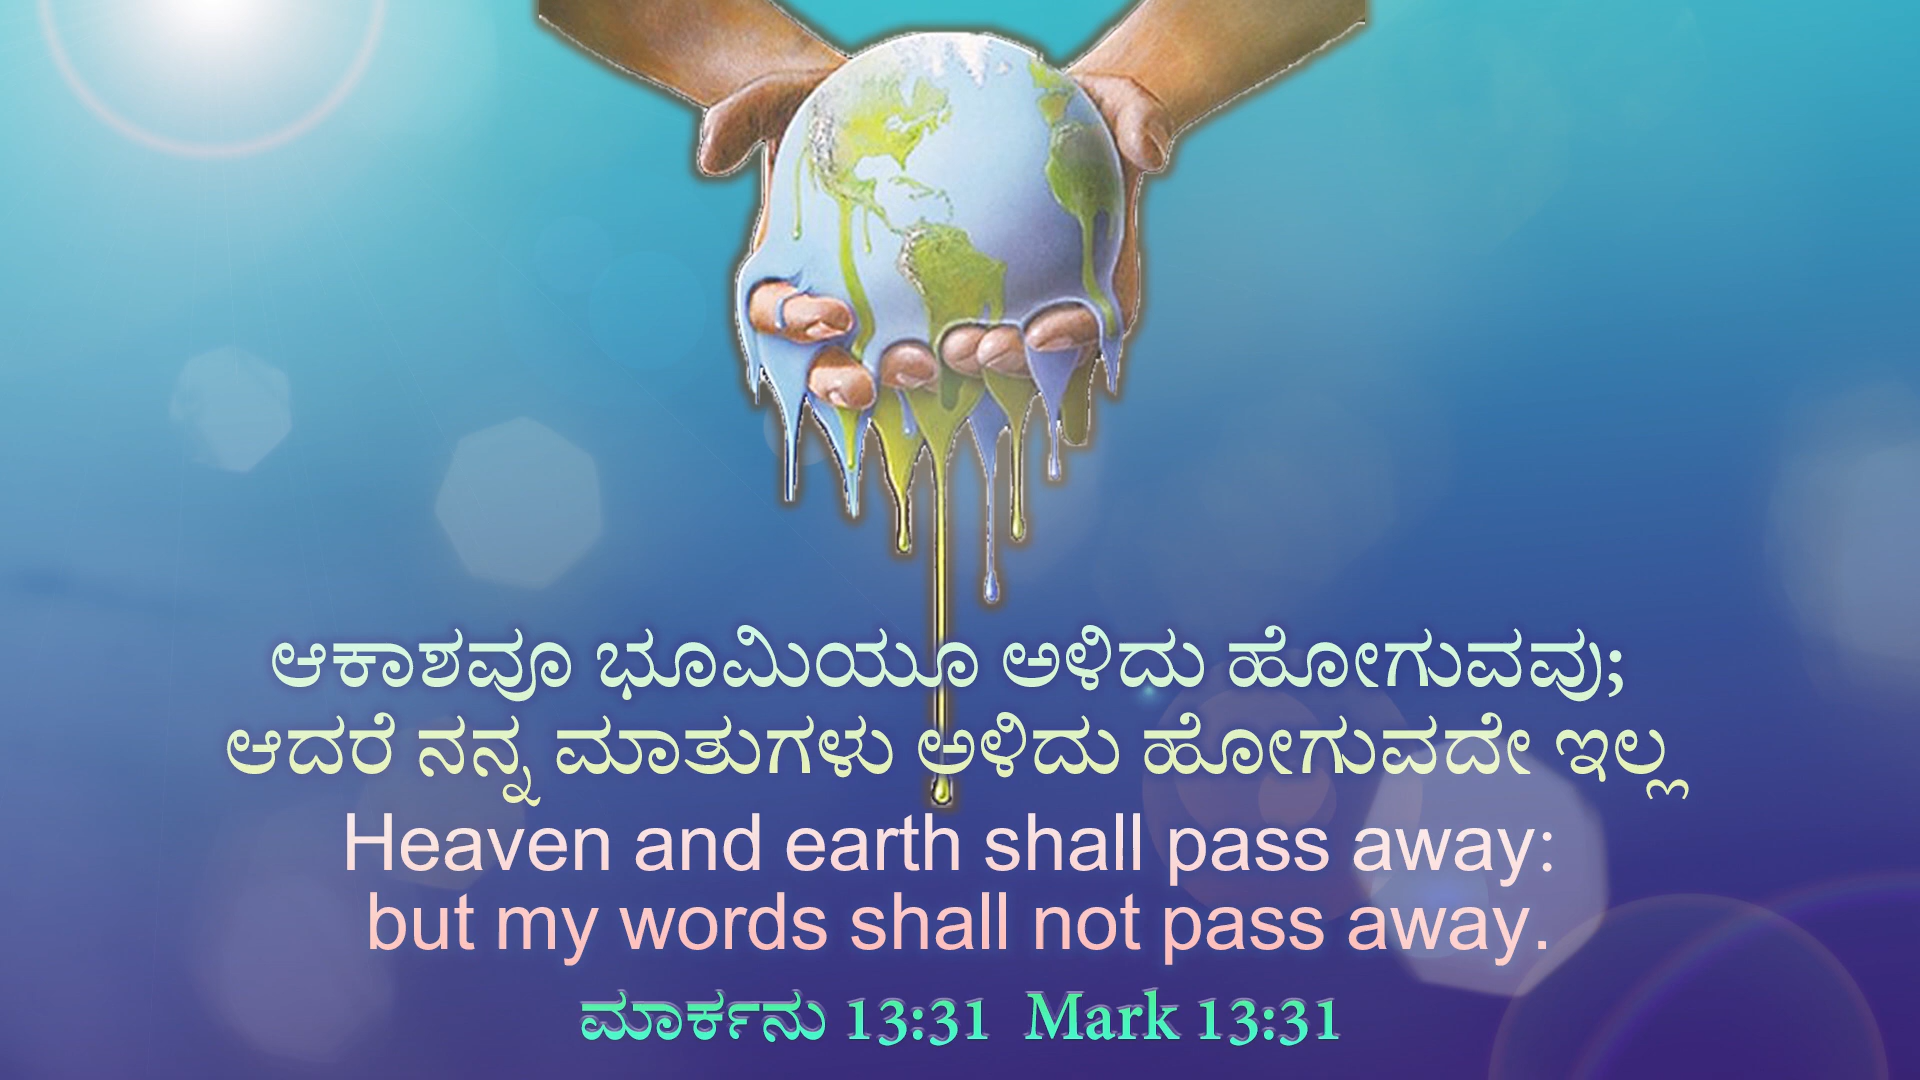 ಆಕಾಶವೂ ಭೂಮಿಯೂ ಅಳಿದು ಹೋಗುವವು;
ಆದರೆ ನನ್ನ ಮಾತುಗಳು ಅಳಿದು ಹೋಗುವದೇ ಇಲ್ಲ
Heaven and earth shall pass away:
but my words shall not pass away.
ಮಾರ್ಕನು 13:31 Mark 13:31